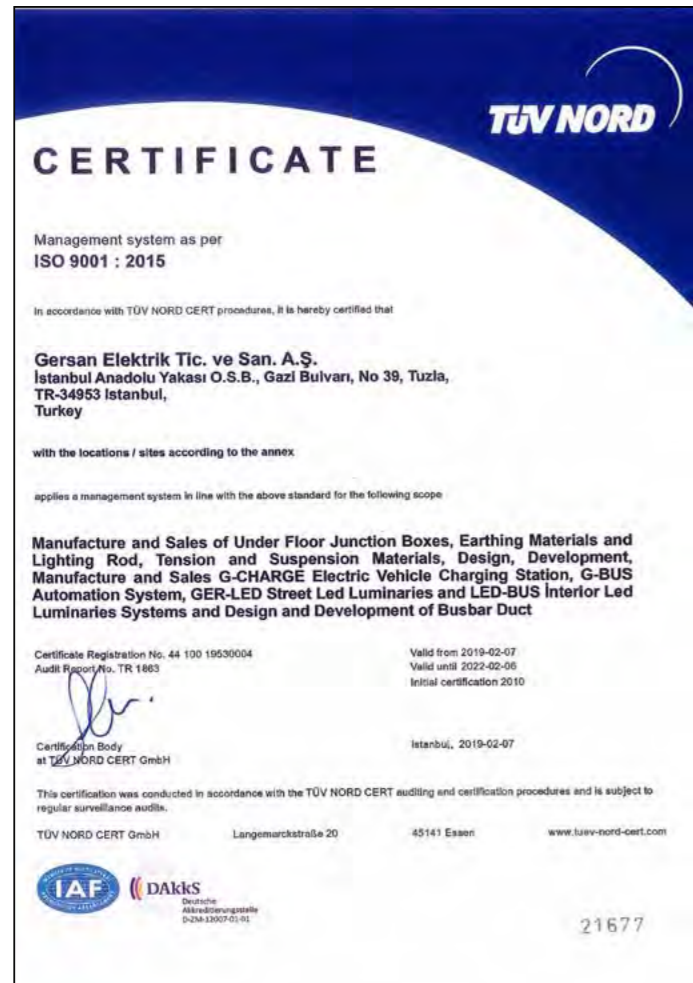 TÜV NORD
CERTIFICATE
Management system as per
ISO 9001 : 2015
In accordance with TÜV NORD CERT procedures, it is hereby certified that
Gersan Elektrik Tic. ve San. A.Ş.
İstanbul Anadolu Yakası O.S.B., Gazi Bulvarı, No 39, Tuzla,
TR-34953 Istanbul,
Turkey
with the locations / sites according to the annex
applies a management system in line with the above standard for the following scope
Manufacture and Sales of Under Floor Junction Boxes, Earthing Materials and
Lighting Rod, Tension and Suspension Materials, Design, Development,
Manufacture and Sales G-CHARGE Electric Vehicle Charging Station, G-BUS
Automation System, GER-LED Street Led Luminaries and LED-BUS İnterior Led
Luminaries Systems and Design and Development of Busbar Duct
Certificate Registration No. 44 100 19530004
Audit Report No. TR 1863
Valid from 2019-02-07
Valid until 2022-02-06
Initial certification 2010
Certification Body
at TÜV NORD CERT GmbH
Istanbul, 2019-02-07
This certification was conducted in accordance with the TÜV NORD CERT auditing and certification procedures and is subject to
regular surveillance audits.
TÜV NORD CERT GmbH Langemarckstraße 20 45141 Essen www.tuev-nord-cert.com
IAF
DAkkS
Deutsche
Akkreditierungsstelle
D-ZM-12007-01-01
21677